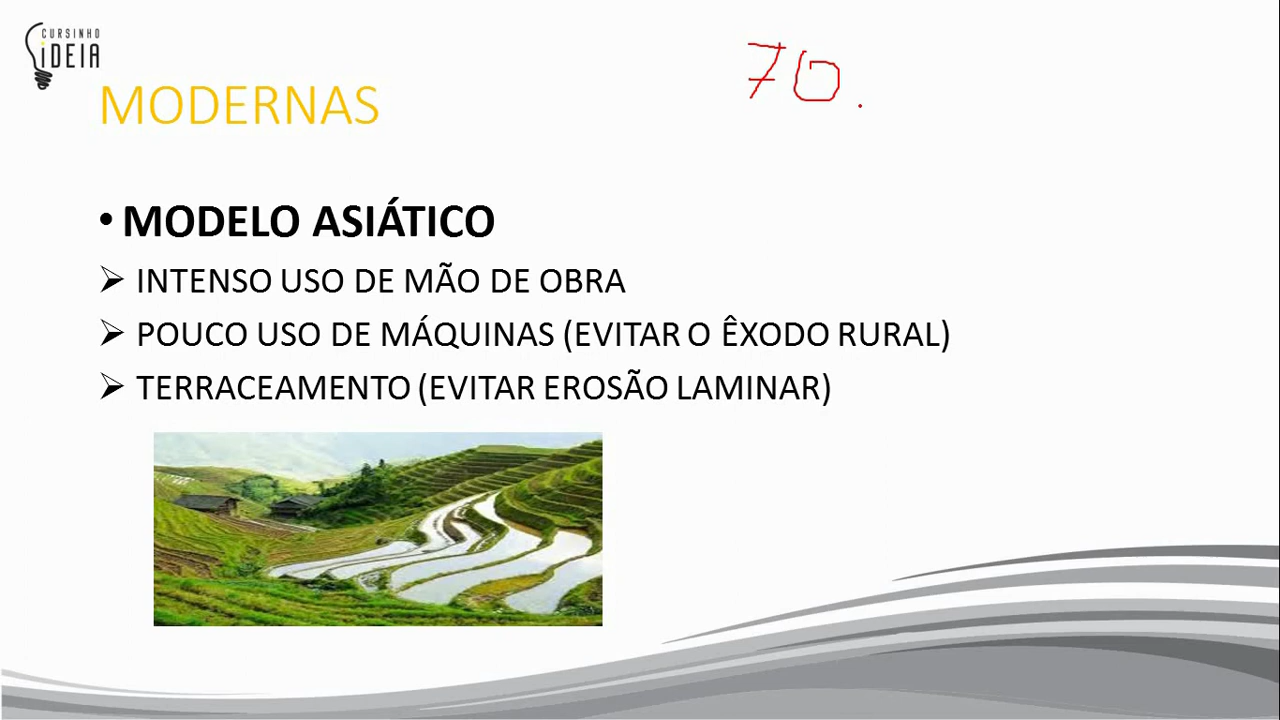 CURSINHO
iDEIA
70.
MODERNAS
• MODELO ASIÁTICO
➢ INTENSO USO DE MÃO DE OBRA
➢ POUCO USO DE MÁQUINAS (EVITAR O ÊXODO RURAL)
➢ TERRACEAMENTO (EVITAR EROSÃO LAMINAR)